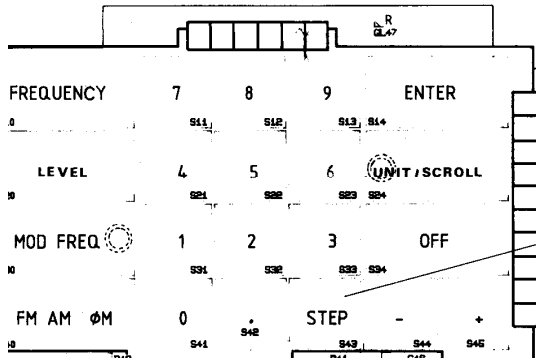 R
FREQUENCY 7 8 9 ENTER
S11 S12 S13 S14
LEVEL 4 5 6 UNIT/SCROLL
S21 S22 S23 S24
MOD FREQ 1 2 3 OFF
S31 S32 S33 S34
FM AM ØM 0 . STEP - +
S41 S42 S43 S44 S45